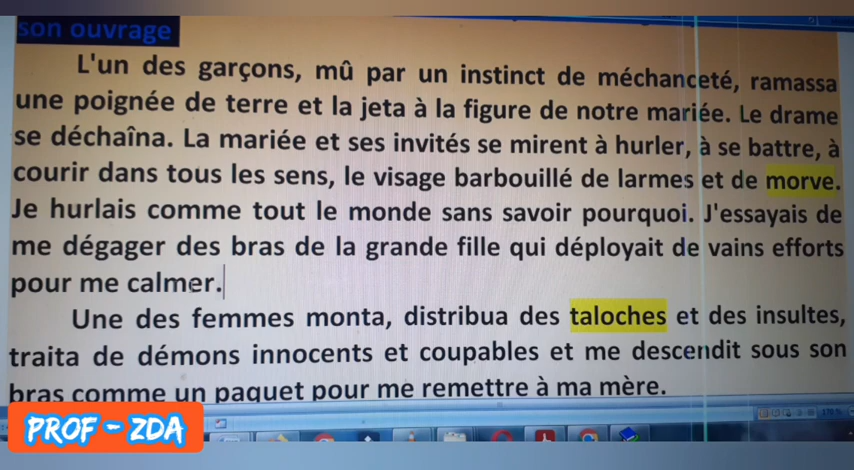 son ouvrage
L'un des garçons, mû par un instinct de méchanceté, ramassa
une poignée de terre et la jeta à la figure de notre mariée. Le drame
se déchaîna. La mariée et ses invités se mirent à hurler, à se battre, à
courir dans tous les sens, le visage barbouillé de larmes et de morve.
Je hurlais comme tout le monde sans savoir pourquoi. J'essayais de
me dégager des bras de la grande fille qui déployait de vains efforts
pour me calmer.
Une des femmes monta, distribua des taloches et des insultes,
traita de démons innocents et coupables et me descendit sous son
bras comme un paquet pour me remettre à ma mère.
PROF - ZDA
170 %